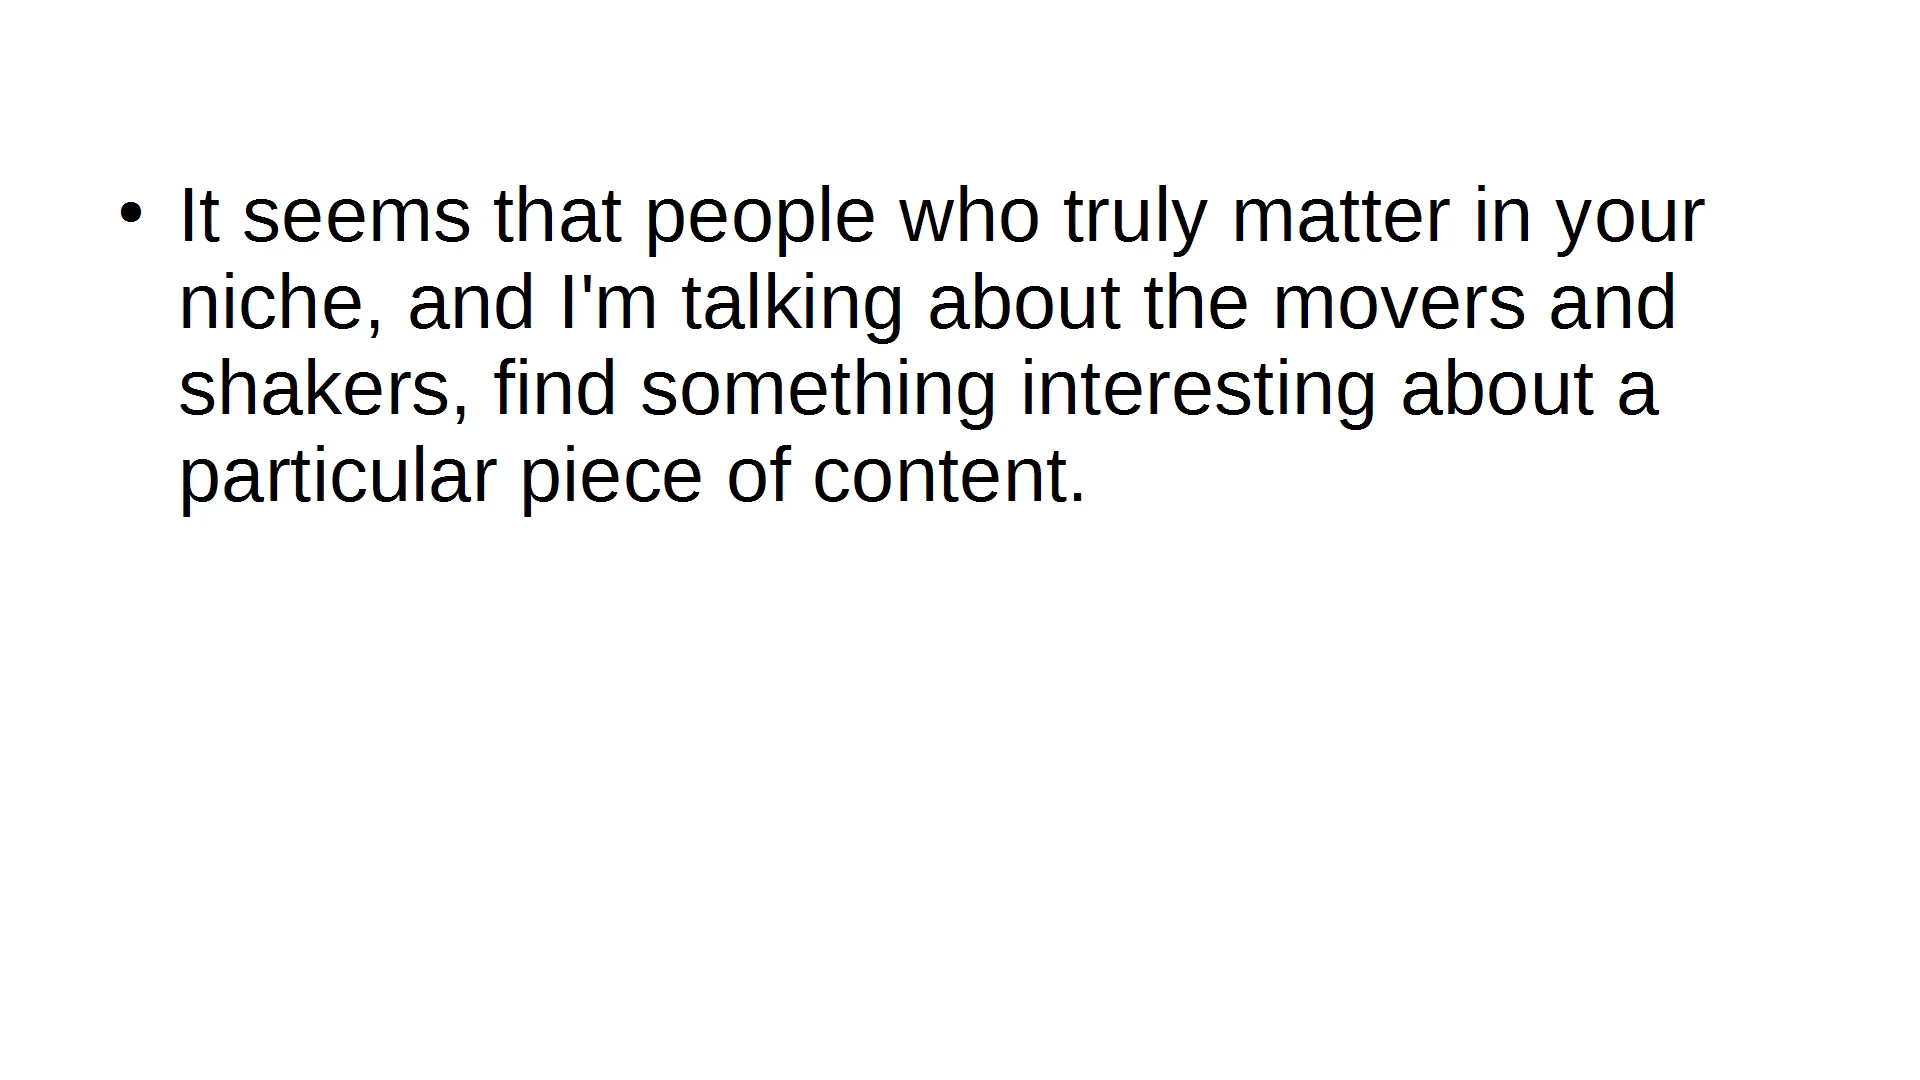 • It seems that people who truly matter in your
niche, and I'm talking about the movers and
shakers, find something interesting about a
particular piece of content.